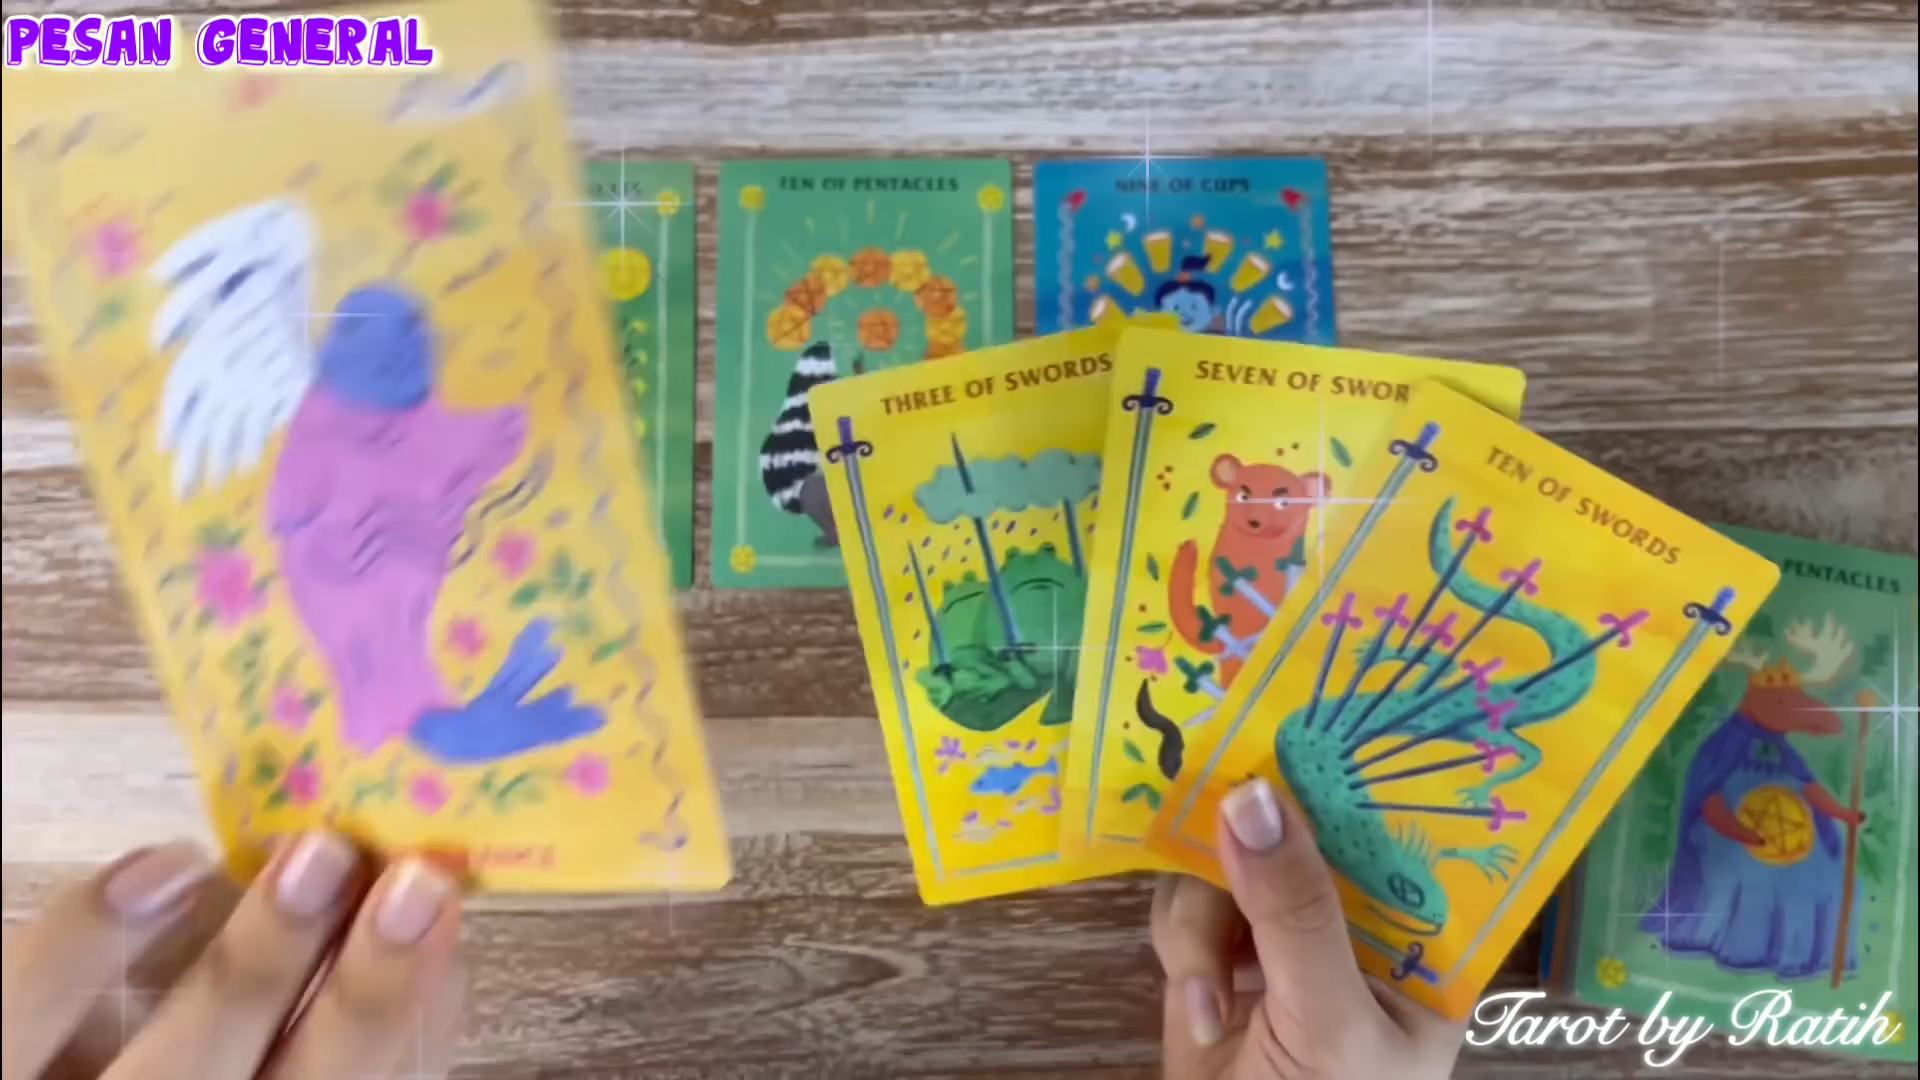 PESAN GENERAL
TEN OF PENTACLES
NINE OF CUPS
THREE OF SWORDS
SEVEN OF SWOR
TEN OF SWORDS
PENTACLES
Tarot by Ratih